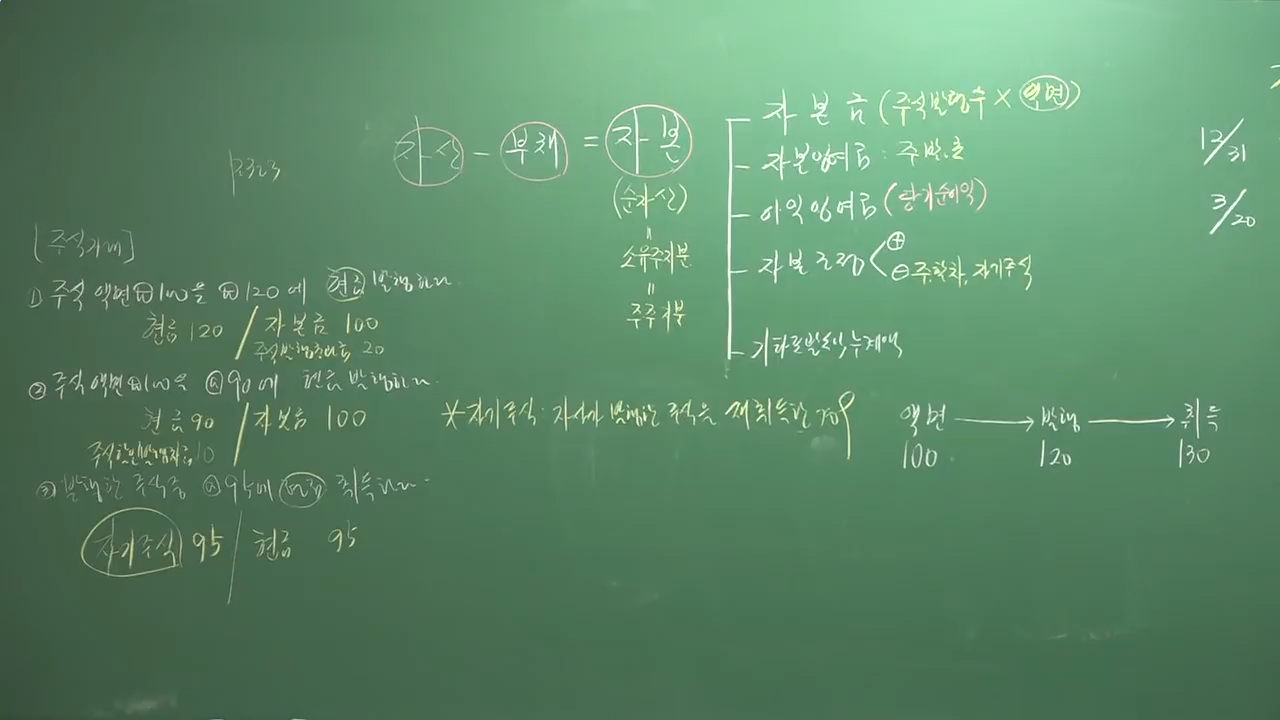 P323
자산 - 부채 = 자본
(순자산)
"
소유주지분
"
주주지분
자본금 (주식발행수 × 액면)
자본잉여금 : 주.발.초
이익잉여금 (당기순이익)
자본조정 < ⊕
⊖ 주.할.차, 자기주식
기타포괄손익누계액
12/31
3/20
[주식거래]
① 주식 액면@100을 @120에 현금 발행하다.
현금 120 / 자본금 100
주식발행초과금 20
② 주식 액면@100을 @90에 현금 발행하다.
현금 90 / 자본금 100
주식할인발행차금 10
③ 발행한 주식중 @95에 현금 취득하다.
자기주식 95 / 현금 95
* 자기주식 : 자사가 발행한 주식을 재취득한 경우
액면 → 발행 → 취득
100 120 130